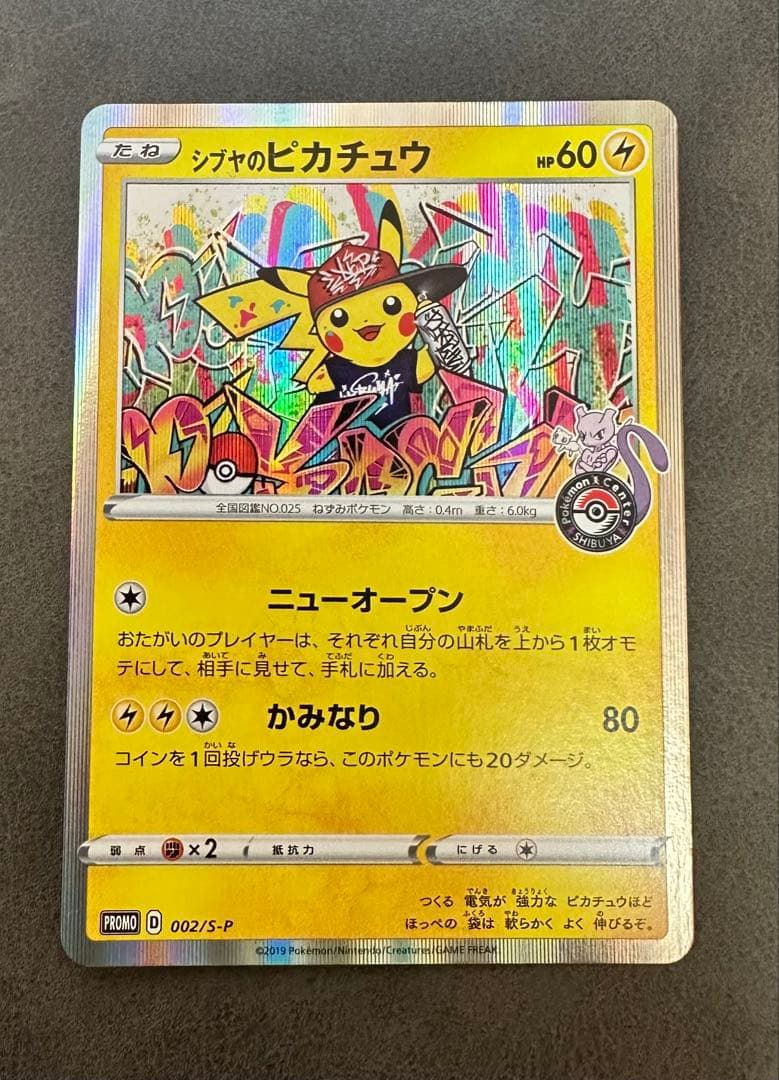 たね シブヤのピカチュウ HP60
全国図鑑NO.025 ねずみポケモン 高さ:0.4m 重さ:6.0kg
Pokémon Center
SHIBUYA
ニューオープン
おたがいのプレイヤーは、それぞれ自分の山札を上から1枚オモ
テにして、相手に見せて、手札に加える。
かみなり 80
コインを1回投げウラなら、このポケモンにも20ダメージ。
弱点 ×2 抵抗力 にげる
つくる 電気が 強力な ピカチュウほど
ほっぺの 袋は 軟らかく よく 伸びるぞ。
PROMO D 002/S-P
©2019 Pokémon/Nintendo/Creatures/GAME FREAK